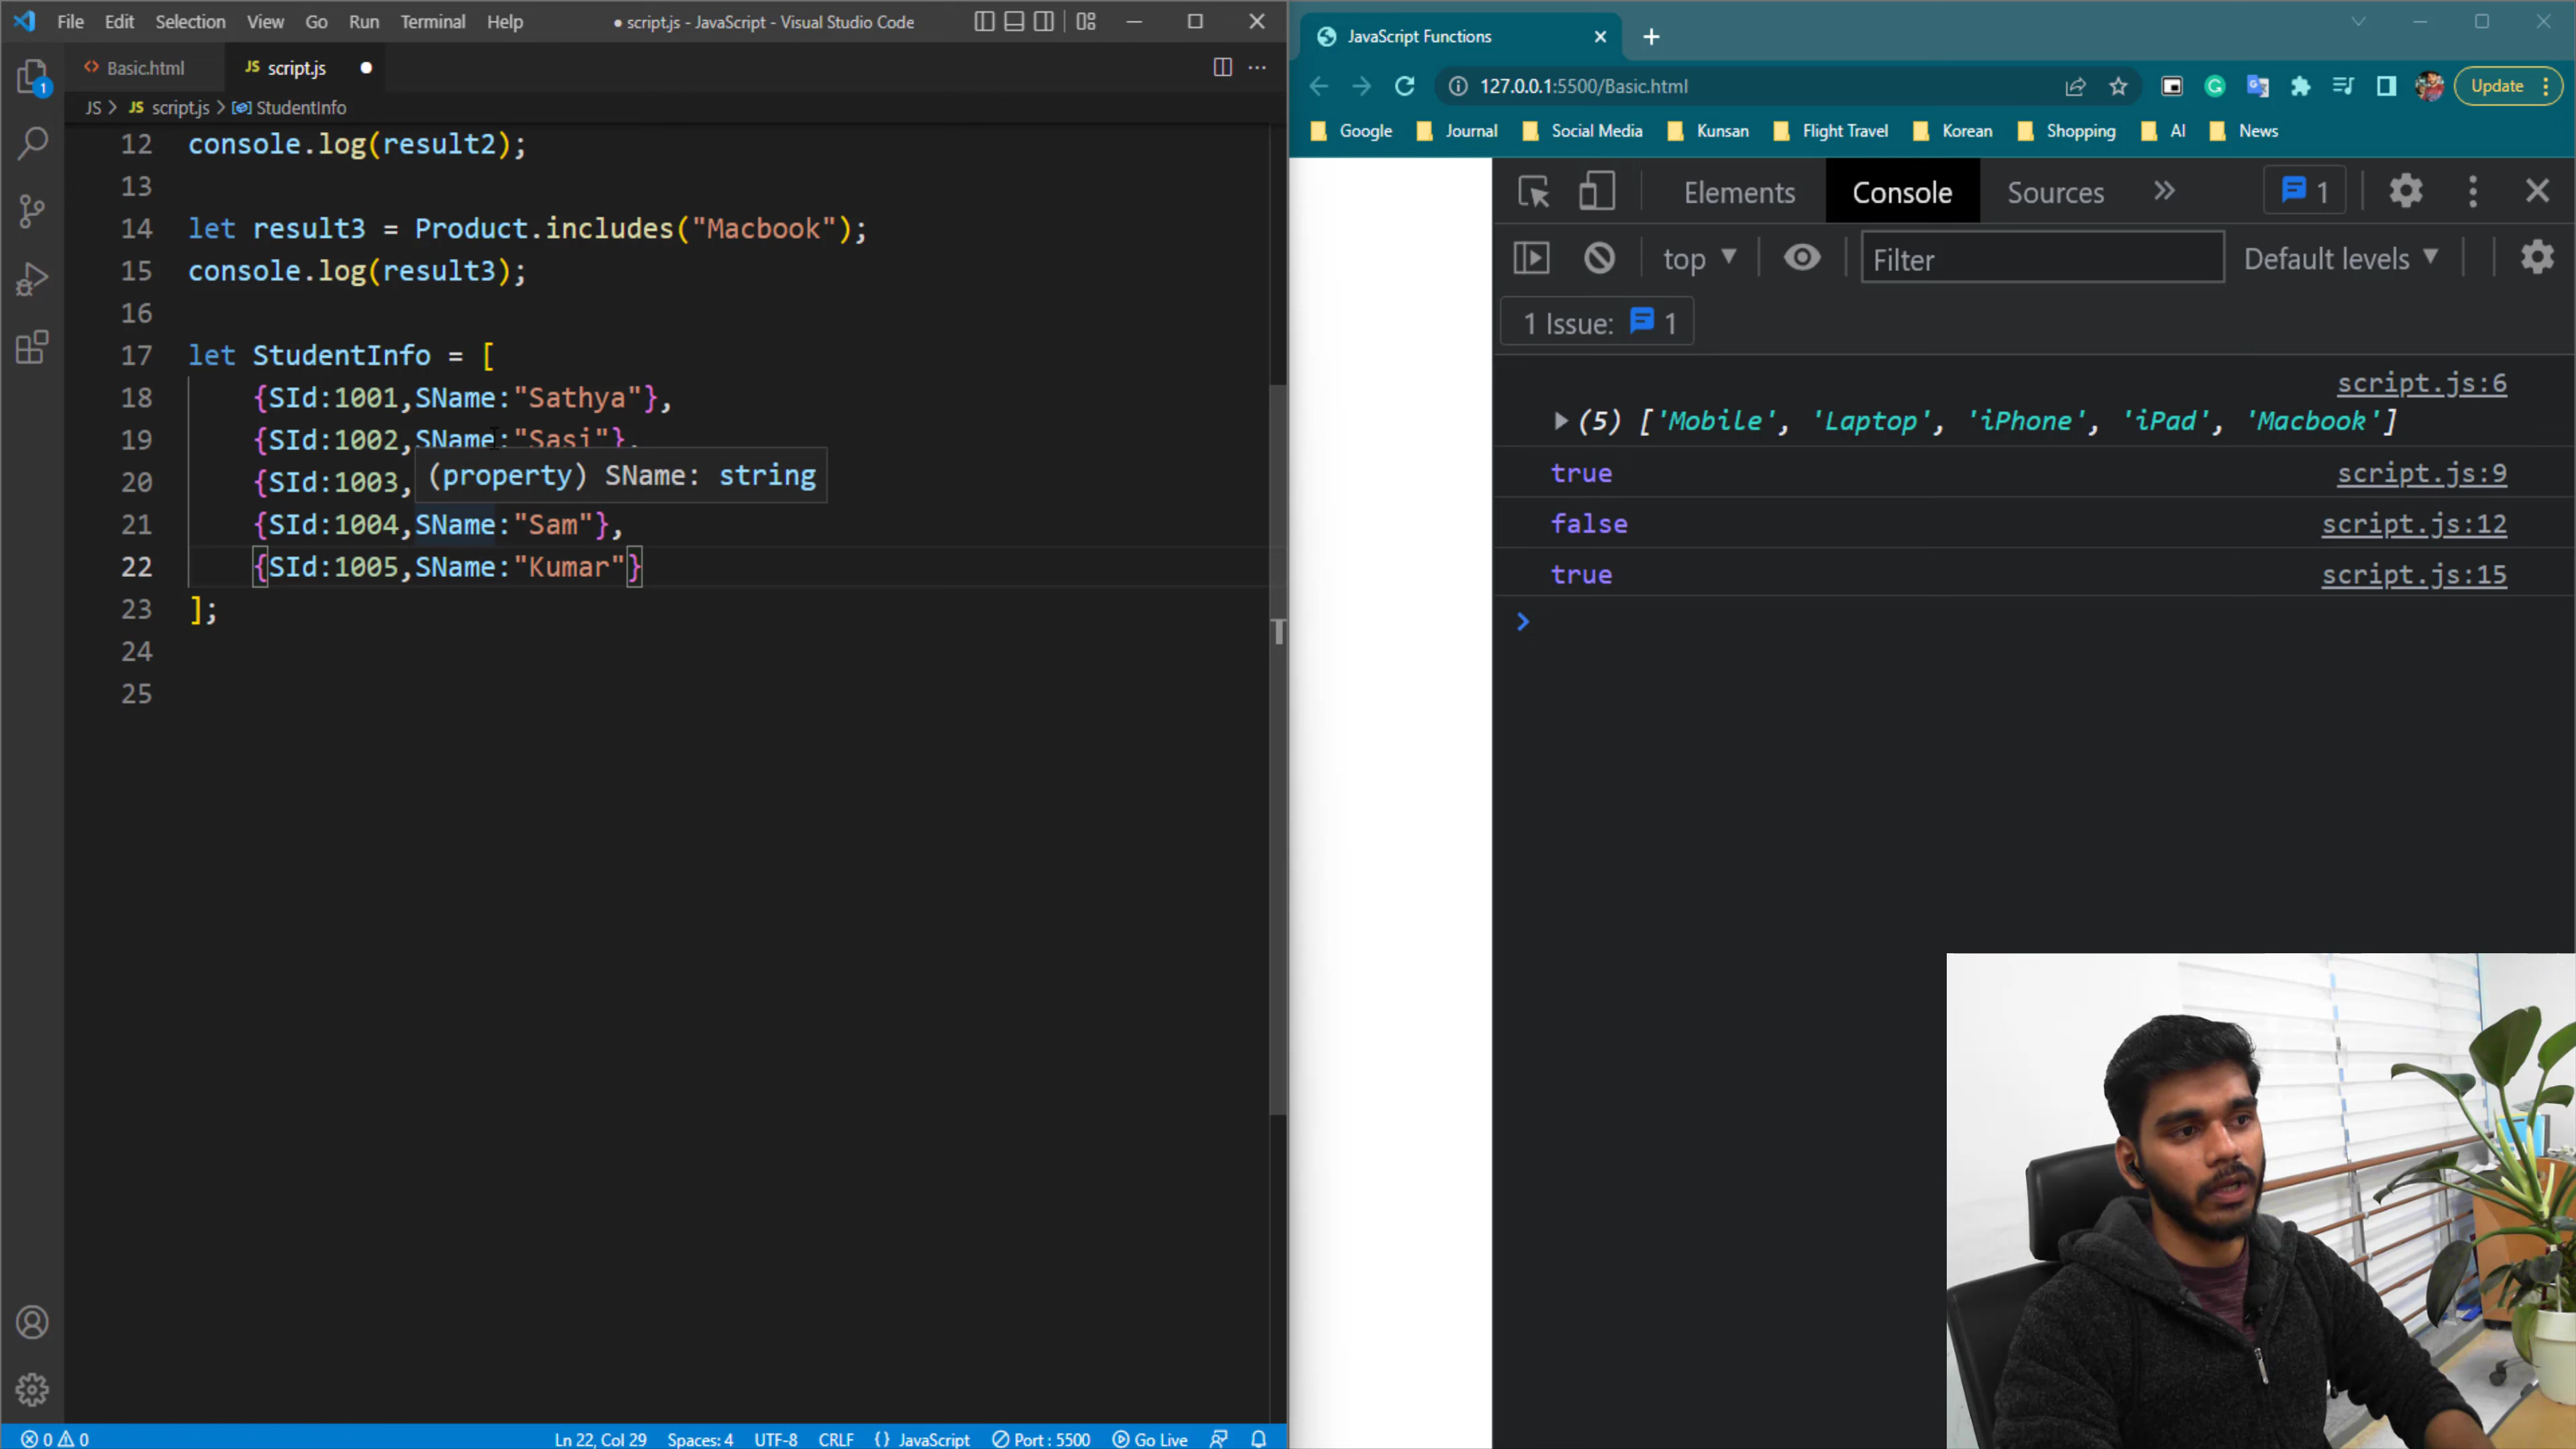 File Edit Selection View Go Run Terminal Help ● script.js - JavaScript - Visual Studio Code
Basic.html JS script.js ●
JS > JS script.js > StudentInfo
1
12 console.log(result2);
13
14 let result3 = Product.includes("Macbook");
15 console.log(result3);
16
17 let StudentInfo = [
18 {SId:1001,SName:"Sathya"},
19 {SId:1002,SName:"Sasi"},
(property) SName: string
20 {SId:1003,
21 {SId:1004,SName:"Sam"},
22 {SId:1005,SName:"Kumar"}
23 ];
24
25
0 0 Ln 22, Col 29 Spaces: 4 UTF-8 CRLF {} JavaScript Port : 5500 Go Live
JavaScript Functions
127.0.0.1:5500/Basic.html Update
Google Journal Social Media Kunsan Flight Travel Korean Shopping AI News
Elements Console Sources 1
top Filter Default levels
1 Issue: 1
script.js:6
(5) ['Mobile', 'Laptop', 'iPhone', 'iPad', 'Macbook']
true script.js:9
false script.js:12
true script.js:15